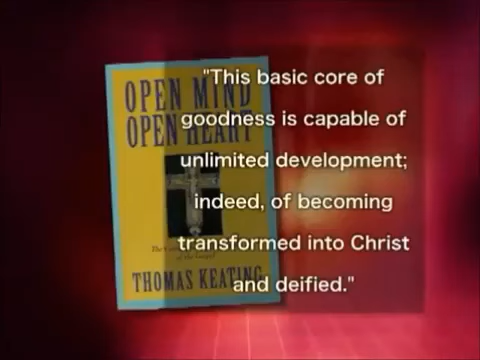 OPEN MIND
OPEN HEART
THOMAS KEATING
"This basic core of
goodness is capable of
unlimited development;
indeed, of becoming
transformed into Christ
and deified."